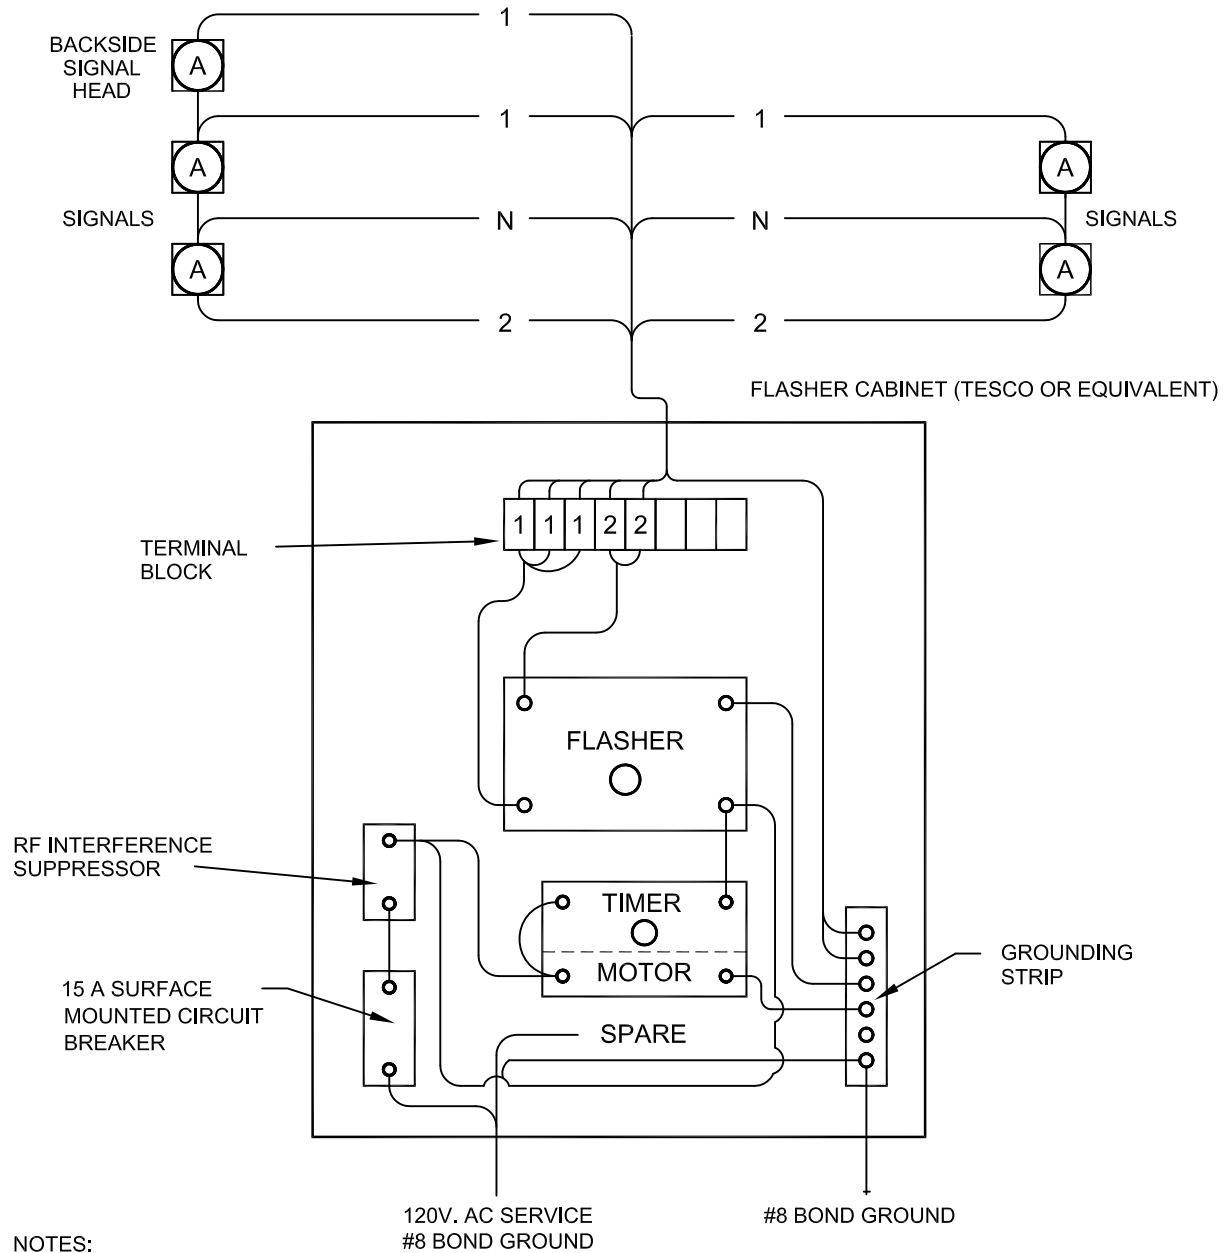 1
BACKSIDE
SIGNAL
HEAD
A
1
1
A
A
SIGNALS
N
N
SIGNALS
A
A
2
2
FLASHER CABINET (TESCO OR EQUIVALENT)
1 1 1 2 2
TERMINAL
BLOCK
FLASHER
RF INTERFERENCE
SUPPRESSOR
TIMER
MOTOR
GROUNDING
STRIP
15 A SURFACE
MOUNTED CIRCUIT
BREAKER
SPARE
120V. AC SERVICE
#8 BOND GROUND
#8 BOND GROUND
NOTES: